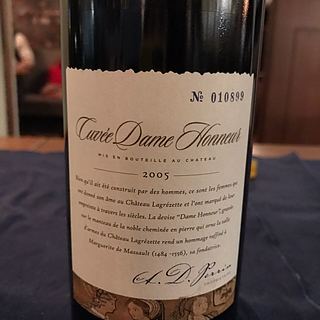 № 010899
Cuvée Dame Honneur
MIS EN BOUTEILLE AU CHATEAU
2005
Bien qu'il ait été construit par des hommes, ce sont les femmes qui
ont donné son âme au Château Lagrézette et l'ont marqué de leur
empreinte à travers les siècles. La devise "Dame Honneur", gravée
sur le manteau de la noble cheminée en pierre qui orne la salle
d'armes du Château Lagrézette rend un hommage raffiné à
Marguerite de Massault (1484 -1556), sa fondatrice.
A. D. Perrin